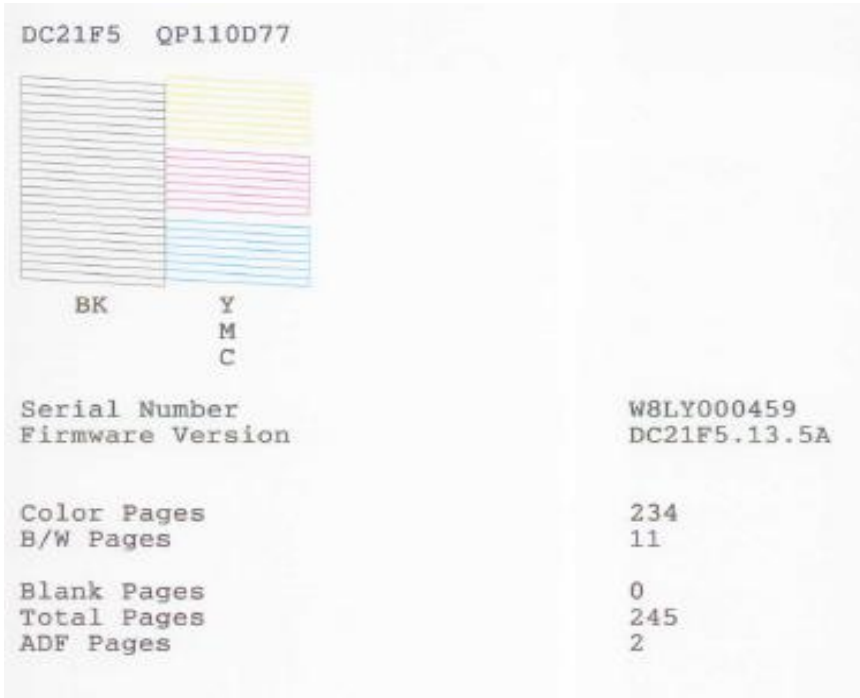 DC21F5 QP110D77
BK Y
M
C
Serial Number W8LY000459
Firmware Version DC21F5.13.5A
Color Pages 234
B/W Pages 11
Blank Pages 0
Total Pages 245
ADF Pages 2